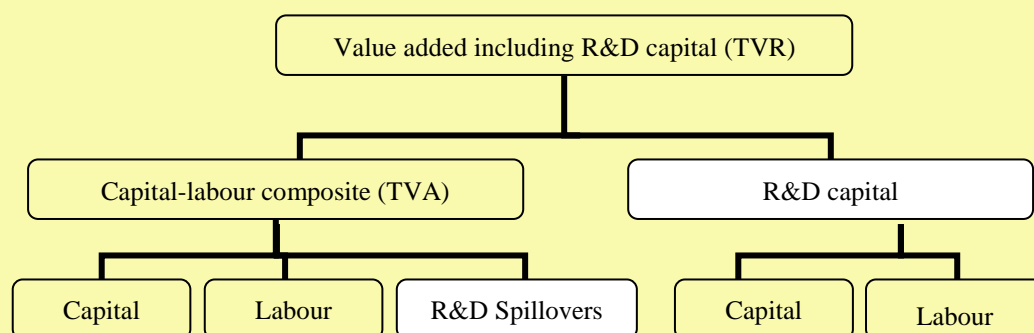 Value added including R&D capital (TVR)
Capital-labour composite (TVA)
R&D capital
Capital
Labour
R&D Spillovers
Capital
Labour